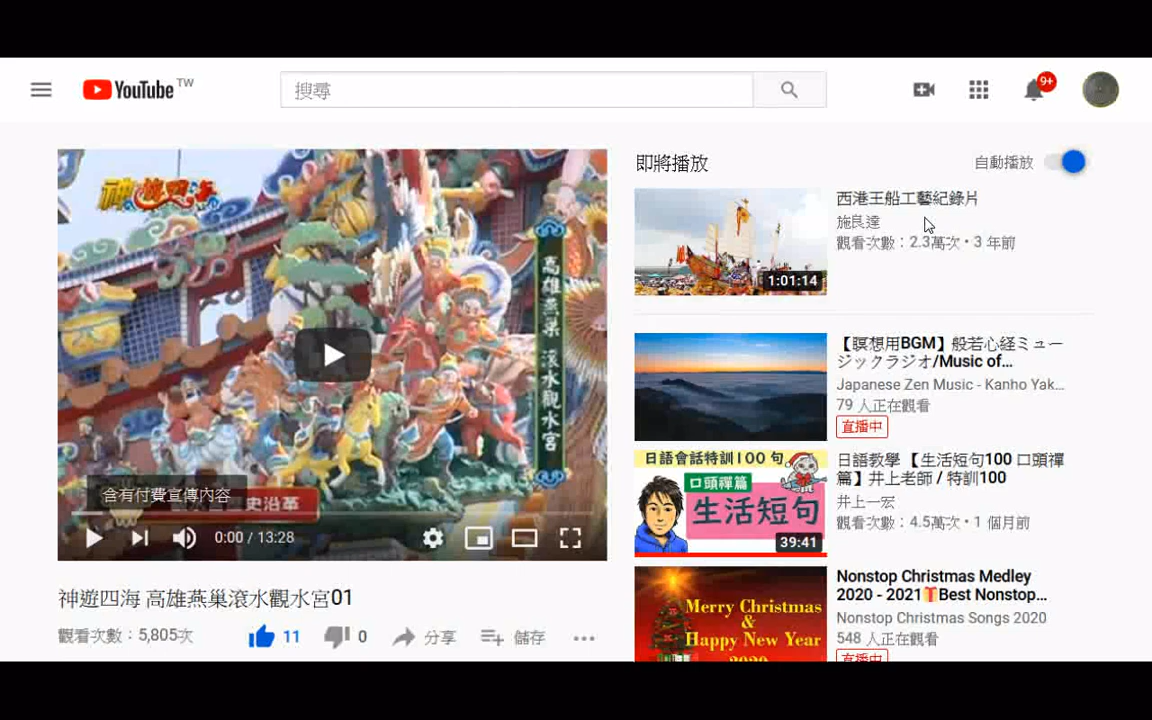 YouTube TW
搜尋
9+
神遊四海
高雄燕巢 滾水觀水宮
含有付費宣傳內容
史沿革
0:00 / 13:28
神遊四海 高雄燕巢滾水觀水宮01
觀看次數：5,805次
11
0
分享
儲存
即將播放
自動播放
1:01:14
西港王船工藝紀錄片
施良達
觀看次數：2.3萬次・3 年前
【瞑想用BGM】般若心経ミュー
ジックラジオ/Music of...
Japanese Zen Music - Kanho Yak...
79 人正在觀看
直播中
日語會話特訓100句
口頭禪篇
生活短句
39:41
日語教學 【生活短句100 口頭禪
篇】井上老師 / 特訓100
井上一宏
觀看次數：4.5萬次・1 個月前
Merry Christmas
&
Happy New Year
2020
Nonstop Christmas Medley
2020 - 2021🎁Best Nonstop...
Nonstop Christmas Songs 2020
548 人正在觀看
直播中